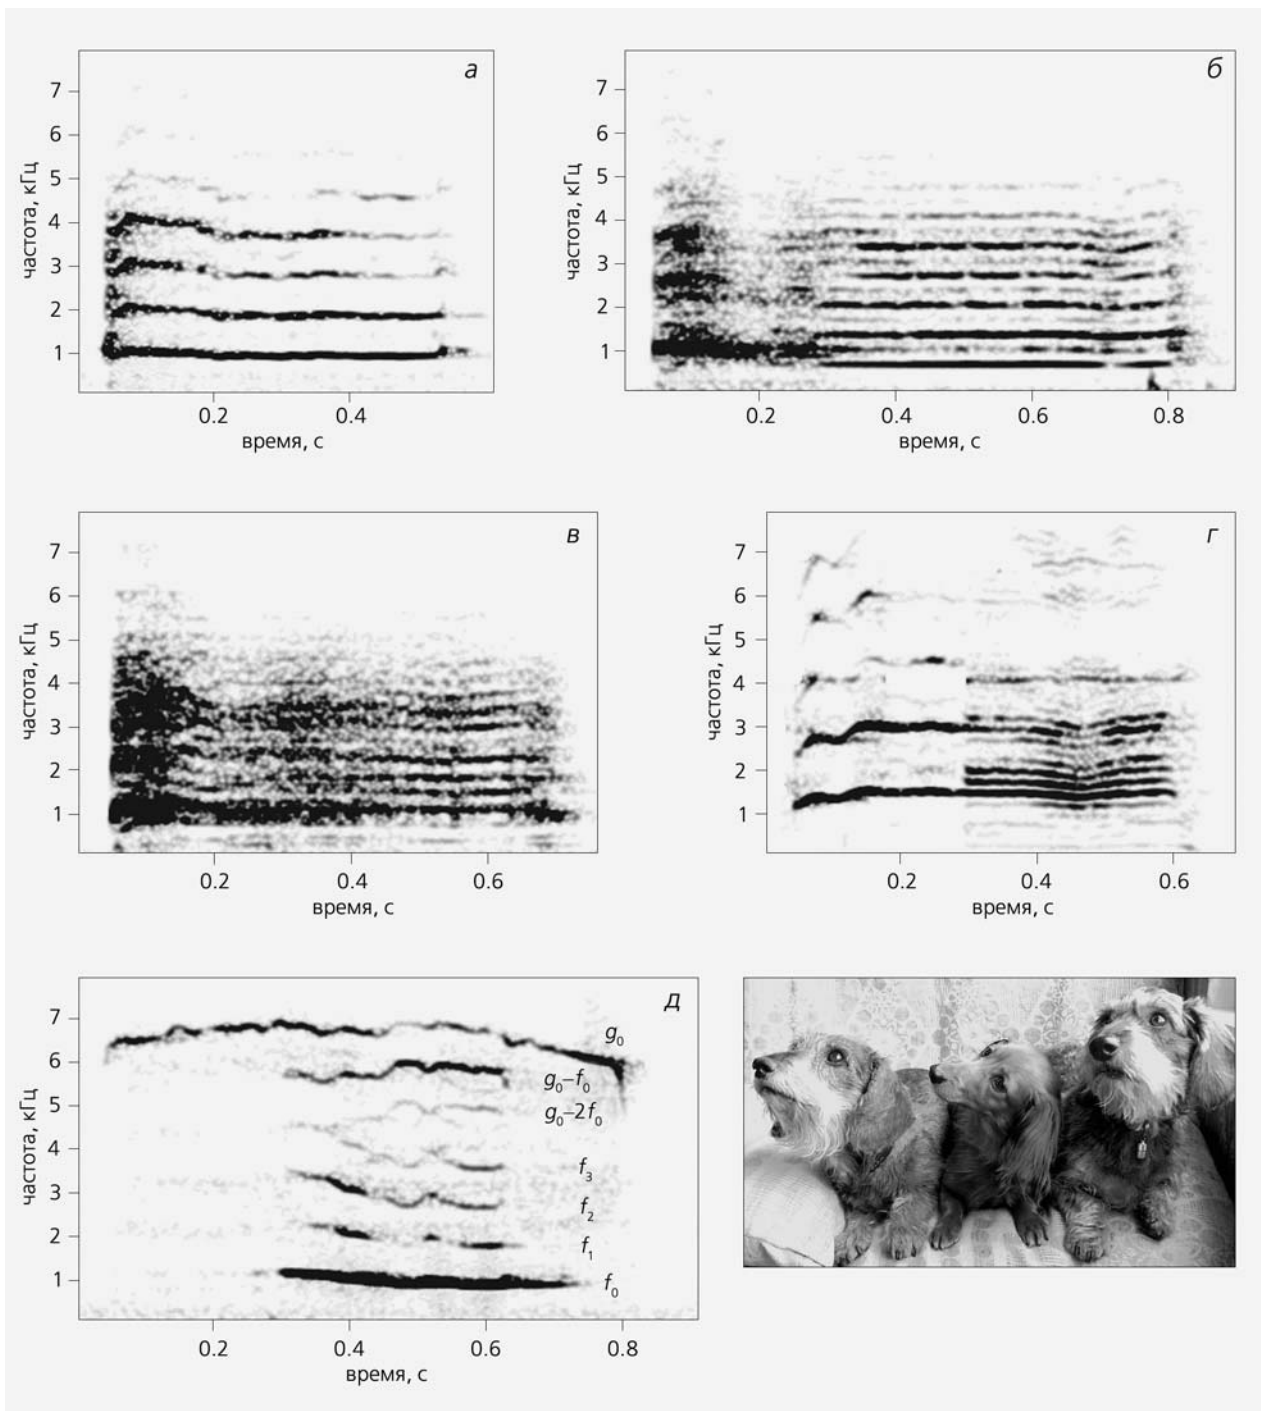 а
частота, кГц
7
6
5
4
3
2
1
0.2 0.4
время, с
б
частота, кГц
7
6
5
4
3
2
1
0.2 0.4 0.6 0.8
время, с
в
частота, кГц
7
6
5
4
3
2
1
0.2 0.4 0.6
время, с
г
частота, кГц
7
6
5
4
3
2
1
0.2 0.4 0.6
время, с
д
частота, кГц
7
6
5
4
3
2
1
g₀
g₀–f₀
g₀–2f₀
f₃
f₂
f₁
f₀
0.2 0.4 0.6 0.8
время, с